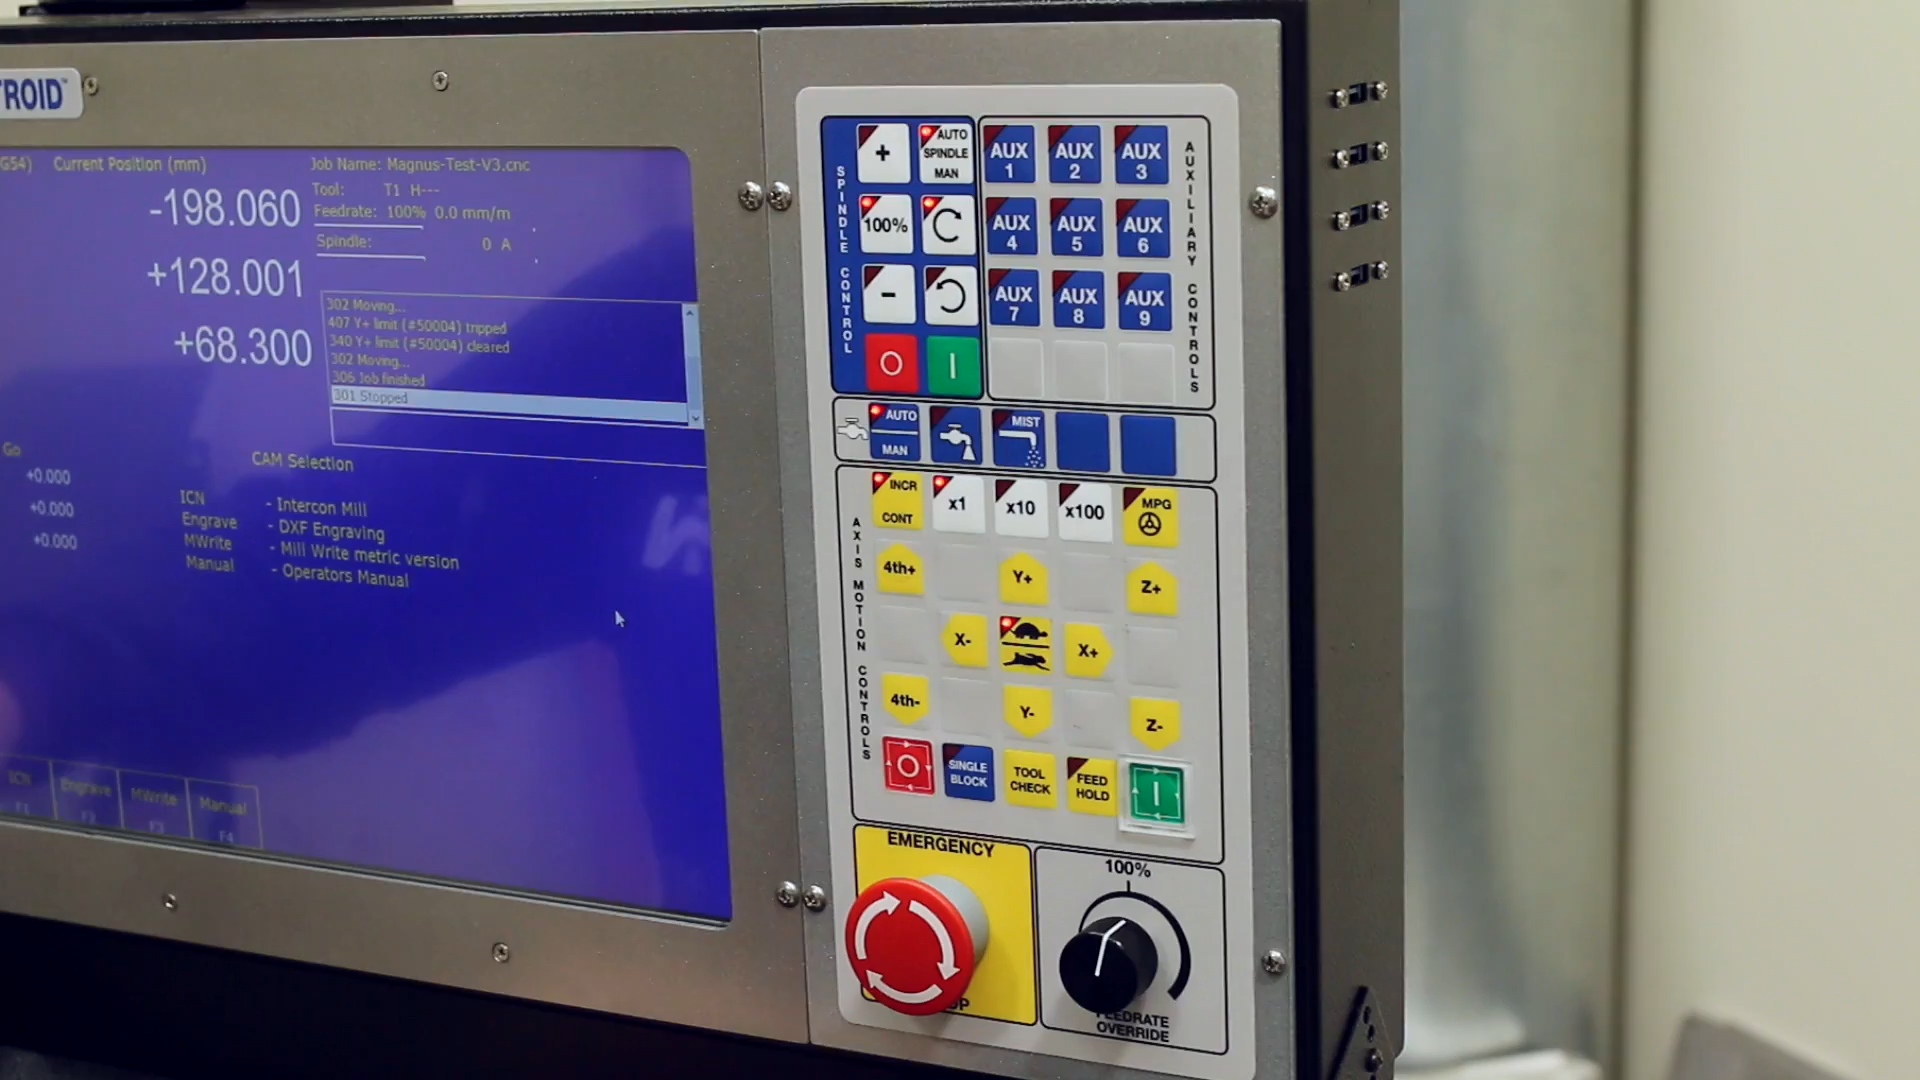 TROID™
G54) Current Position (mm)
-198.060
+128.001
+68.300
Job Name: Magnus-Test-V3.cnc
Tool: T1 H---
Feedrate: 100% 0.0 mm/m
Spindle: 0 A
302 Moving...
407 Y+ limit (#50004) tripped
340 Y+ limit (#50004) cleared
302 Moving...
306 Job finished
301 Stopped
Go
+0.000
+0.000
+0.000
CAM Selection
ICN - Intercon Mill
Engrave - DXF Engraving
MWrite - Mill Write metric version
Manual - Operators Manual
ICN Engrave MWrite Manual
F1 F2 F3 F4
SPINDLE CONTROL
+ AUTO SPINDLE MAN
100%
-
O I
AUX 1 AUX 2 AUX 3
AUX 4 AUX 5 AUX 6
AUX 7 AUX 8 AUX 9
AUXILIARY CONTROLS
AUTO MAN MIST
AXIS MOTION CONTROLS
INCR CONT x1 x10 x100 MPG
4th+ Y+ Z+
X- X+
4th- Y- Z-
O SINGLE BLOCK TOOL CHECK FEED HOLD I
EMERGENCY
OP
100%
FEEDRATE
OVERRIDE